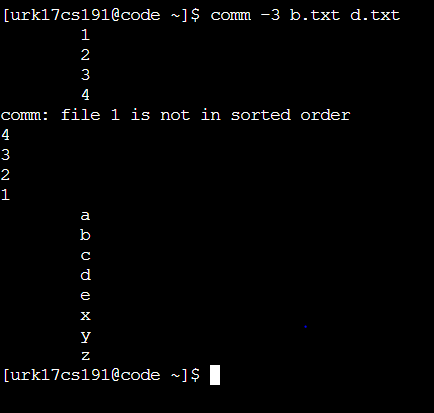 [urk17cs191@code ~]$ comm -3 b.txt d.txt
1
2
3
4
comm: file 1 is not in sorted order
4
3
2
1
a
b
c
d
e
x
y
z
[urk17cs191@code ~]$